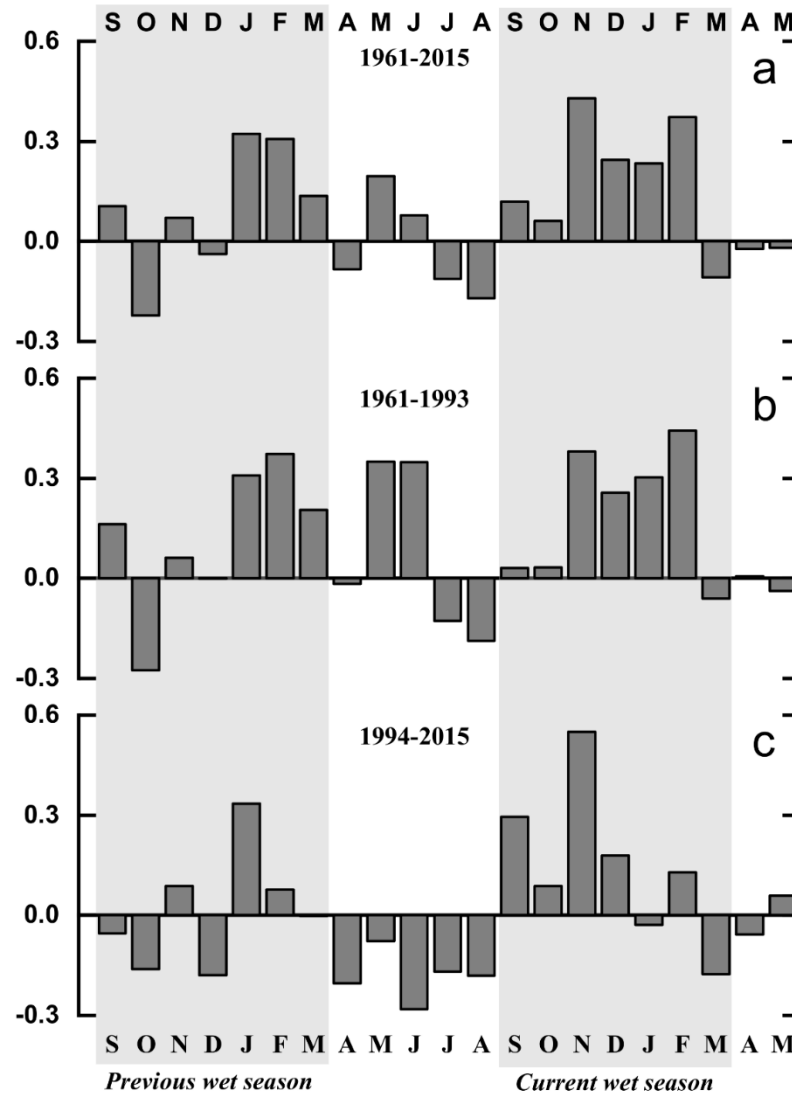 S O N D J F M A M J J A S O N D J F M A M
0.6
1961-2015
a
0.3
0.0
-0.3
0.6
1961-1993
b
0.3
0.0
-0.3
0.6
1994-2015
c
0.3
0.0
-0.3
S O N D J F M A M J J A S O N D J F M A M
Previous wet season Current wet season